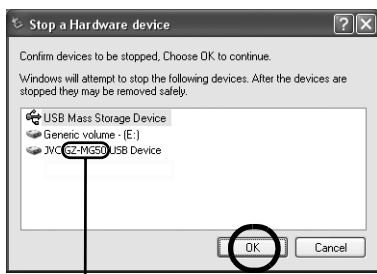 Stop a Hardware device
Confirm devices to be stopped, Choose OK to continue.
Windows will attempt to stop the following devices. After the devices are
stopped they may be removed safely.
USB Mass Storage Device
Generic volume - (E:)
JVC GZ-MG50 USB Device
OK Cancel